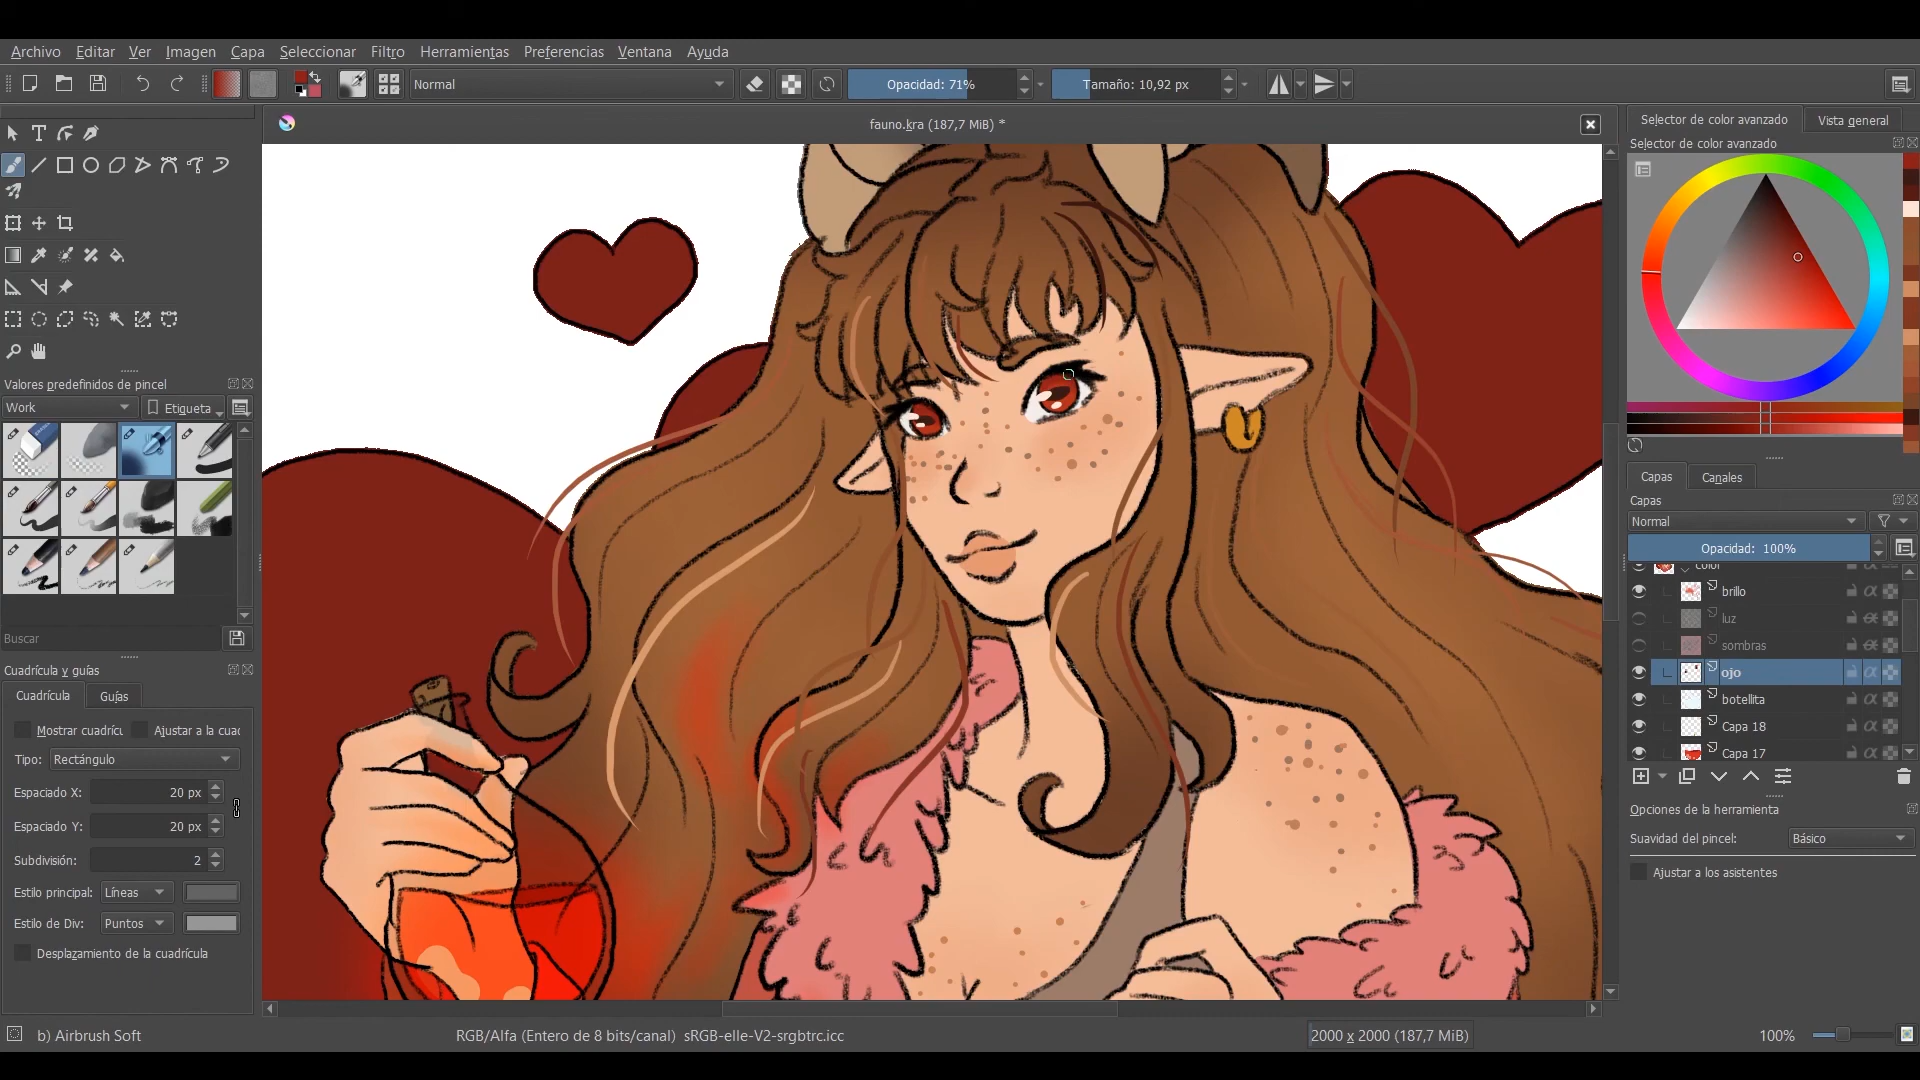 Archivo Editar Ver Imagen Capa Seleccionar Filtro Herramientas Preferencias Ventana Ayuda
Normal Opacidad: 71% Tamaño: 10,92 px
fauno.kra (187,7 MiB) *
Selector de color avanzado Vista general
Selector de color avanzado
Valores predefinidos de pincel
Work Etiqueta
Buscar
Cuadrícula y guías
Cuadrícula Guías
Mostrar cuadrícu Ajustar a la cuad
Tipo: Rectángulo
Espaciado X: 20 px
Espaciado Y: 20 px
Subdivisión: 2
Estilo principal: Líneas
Estilo de Div: Puntos
Desplazamiento de la cuadrícula
Capas Canales
Capas
Normal
Opacidad: 100%
color
brillo
luz
sombras
ojo
botellita
Capa 18
Capa 17
Opciones de la herramienta
Suavidad del pincel: Básico
Ajustar a los asistentes
b) Airbrush Soft RGB/Alfa (Entero de 8 bits/canal) sRGB-elle-V2-srgbtrc.icc 2000 x 2000 (187,7 MiB) 100%